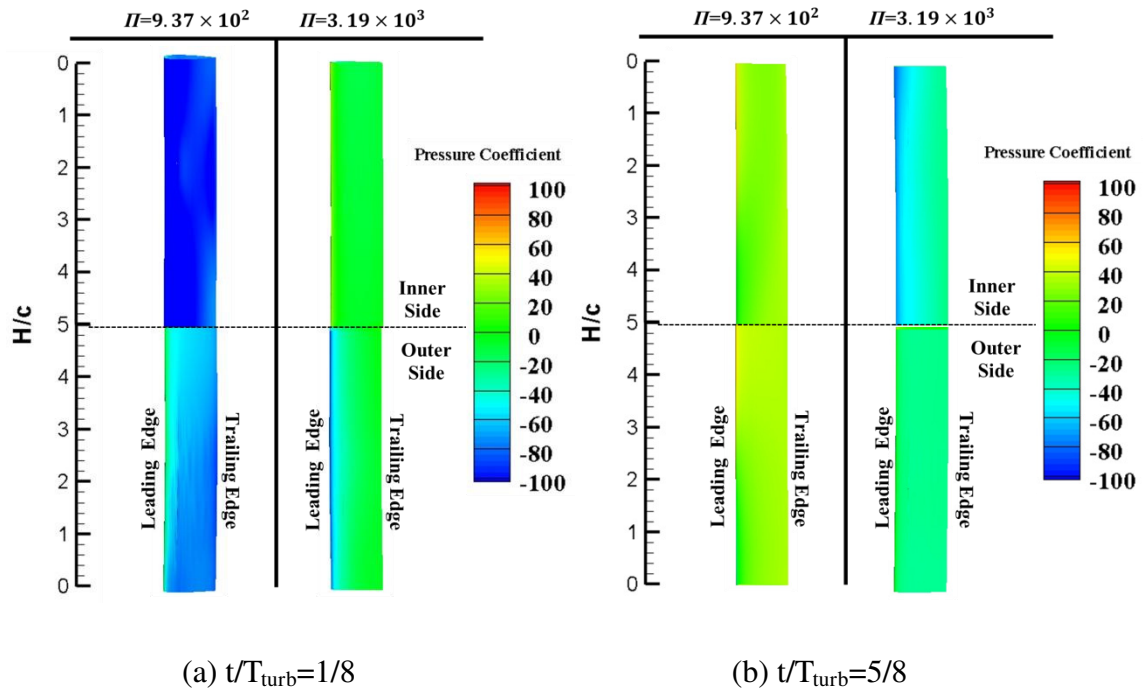 Π=9.37 × 10²
Π=3.19 × 10³
0
1
2
3
4
5
4
3
2
1
0
H/c
Inner
Side
Outer
Side
Leading Edge
Trailing Edge
Leading Edge
Trailing Edge
Pressure Coefficient
100
80
60
40
20
0
-20
-40
-60
-80
-100
(a) t/Tturb=1/8
Π=9.37 × 10²
Π=3.19 × 10³
0
1
2
3
4
5
4
3
2
1
0
H/c
Inner
Side
Outer
Side
Leading Edge
Trailing Edge
Leading Edge
Trailing Edge
Pressure Coefficient
100
80
60
40
20
0
-20
-40
-60
-80
-100
(b) t/Tturb=5/8